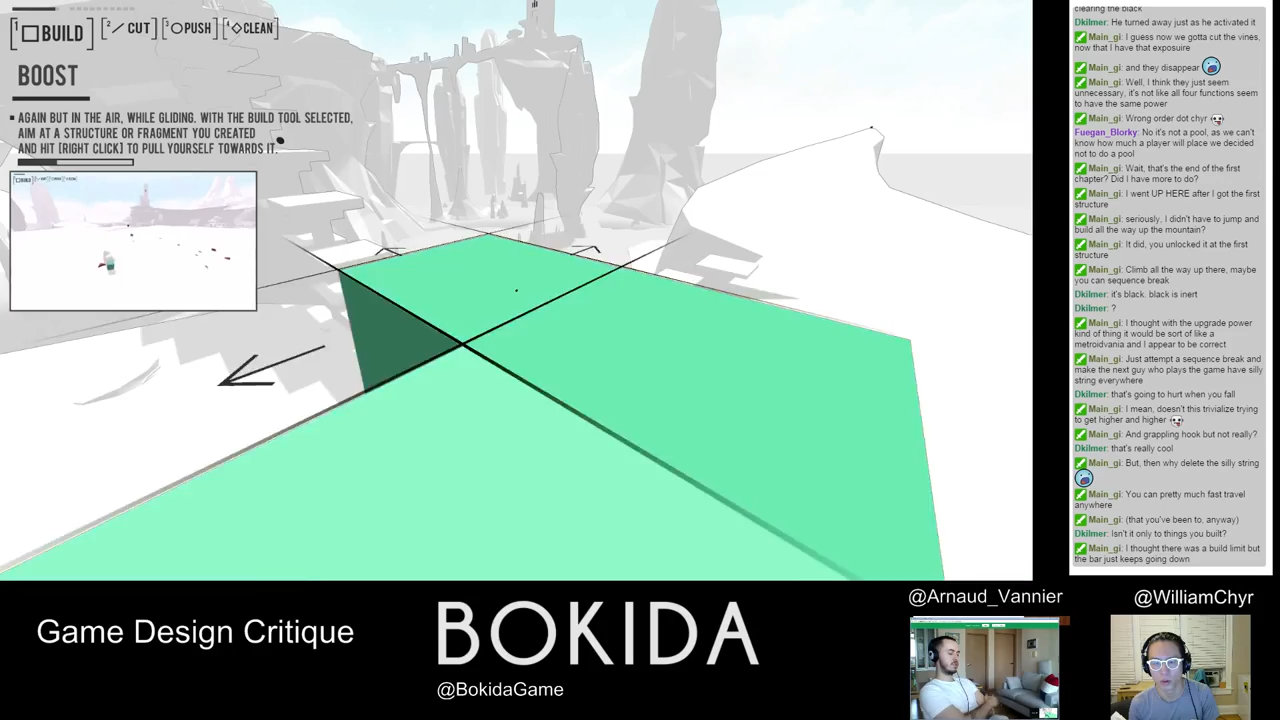 [¹ BUILD] [² / CUT] [³ PUSH] [⁴ CLEAN]
BOOST
AGAIN BUT IN THE AIR, WHILE GLIDING. WITH THE BUILD TOOL SELECTED,
AIM AT A STRUCTURE OR FRAGMENT YOU CREATED
AND HIT [RIGHT CLICK] TO PULL YOURSELF TOWARDS IT.
clearing the black
Dkilmer: He turned away just as he activated it
Main_gi: I guess now we gotta cut the vines,
now that I have that exposure
Main_gi: and they disappear
Main_gi: Well, I think they just seem
unnecessary, it's not like all four functions seem
to have the same power
Main_gi: Wrong order dot chyr
Fuegan_Blorky: No it's not a pool, as we can't
know how much a player will place we decided
not to do a pool
Main_gi: Wait, that's the end of the first
chapter? Did I have more to do?
Main_gi: I went UP HERE after I got the first
structure
Main_gi: seriously, I didn't have to jump and
build all the way up the mountain?
Main_gi: It did, you unlocked it at the first
structure
Main_gi: Climb all the way up there, maybe
you can sequence break
Dkilmer: it's black. black is inert
Dkilmer: ?
Main_gi: I thought with the upgrade power
kind of thing it would be sort of like a
metroidvania and I appear to be correct
Main_gi: Just attempt a sequence break and
make the next guy who plays the game have silly
string everywhere
Dkilmer: that's going to hurt when you fall
Main_gi: I mean, doesn't this trivialize trying
to get higher and higher
Main_gi: And grappling hook but not really?
Dkilmer: that's really cool
Main_gi: But, then why delete the silly string
Main_gi: You can pretty much fast travel
anywhere
Main_gi: (that you've been to, anyway)
Dkilmer: Isn't it only to things you built?
Main_gi: I thought there was a build limit but
the bar just keeps going down
Game Design Critique
BOKIDA
@BokidaGame
@Arnaud_Vannier
@WilliamChyr